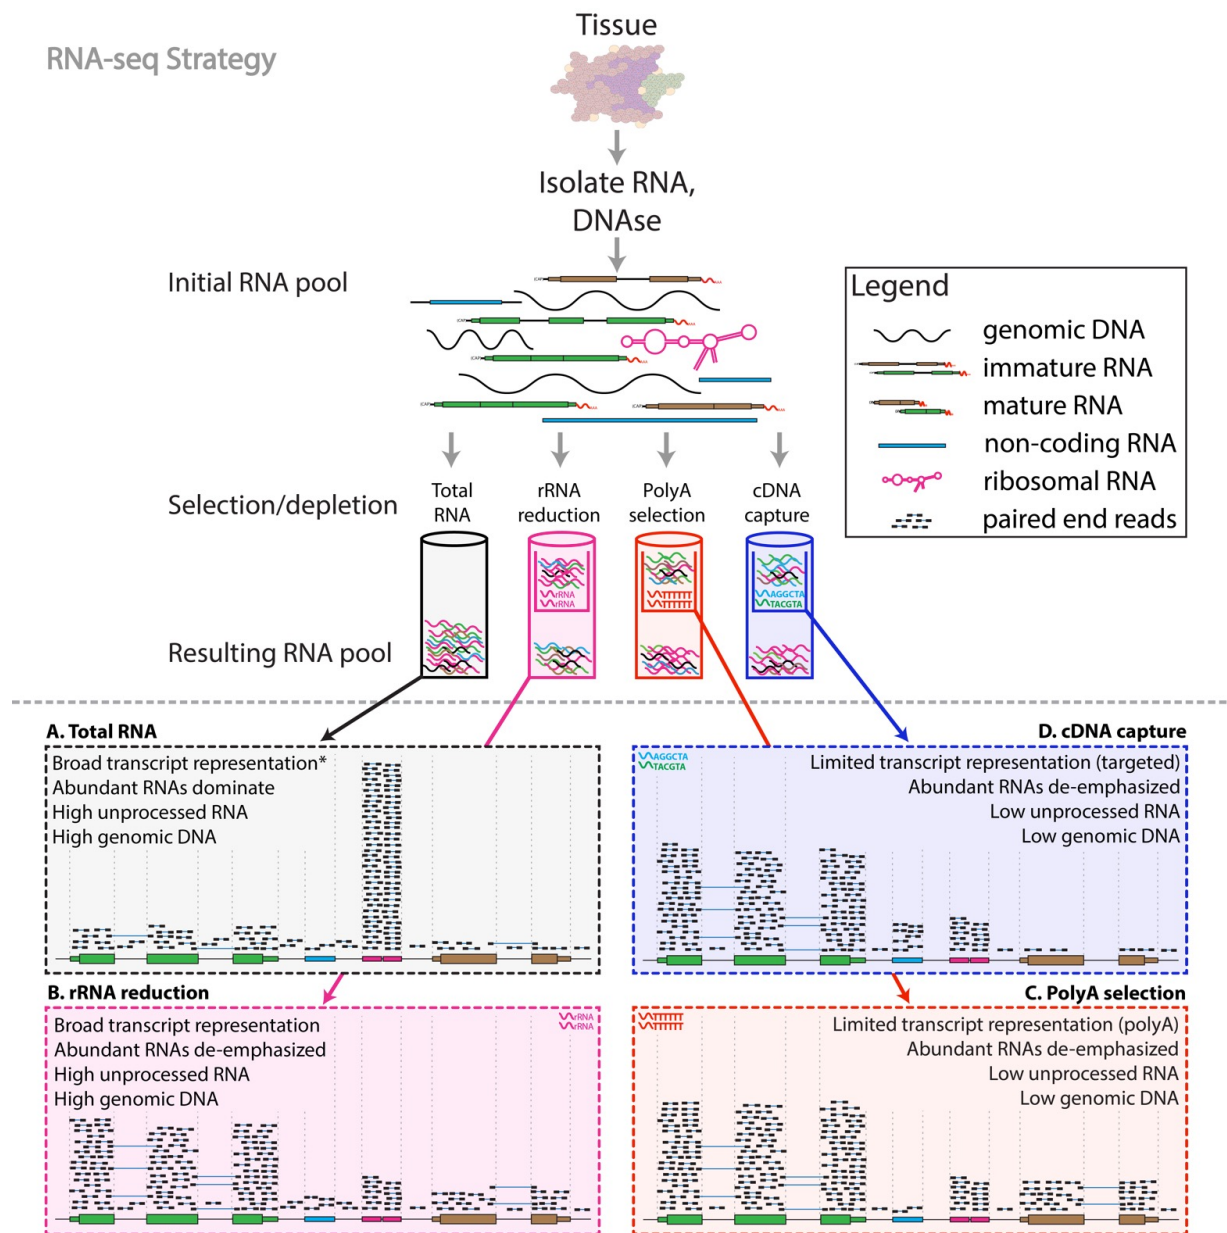 RNA-seq Strategy
Tissue
Isolate RNA,
DNAse
Initial RNA pool
Legend
genomic DNA
immature RNA
mature RNA
non-coding RNA
ribosomal RNA
paired end reads
Selection/depletion
Total
RNA
rRNA
reduction
PolyA
selection
cDNA
capture
rRNA
rRNA
TTTTTT
TTTTTT
AGGCTA
TACGTA
Resulting RNA pool
A. Total RNA
Broad transcript representation*
Abundant RNAs dominate
High unprocessed RNA
High genomic DNA
D. cDNA capture
AGGCTA
TACGTA
Limited transcript representation (targeted)
Abundant RNAs de-emphasized
Low unprocessed RNA
Low genomic DNA
B. rRNA reduction
rRNA
rRNA
Broad transcript representation
Abundant RNAs de-emphasized
High unprocessed RNA
High genomic DNA
C. PolyA selection
TTTTTT
TTTTTT
Limited transcript representation (polyA)
Abundant RNAs de-emphasized
Low unprocessed RNA
Low genomic DNA